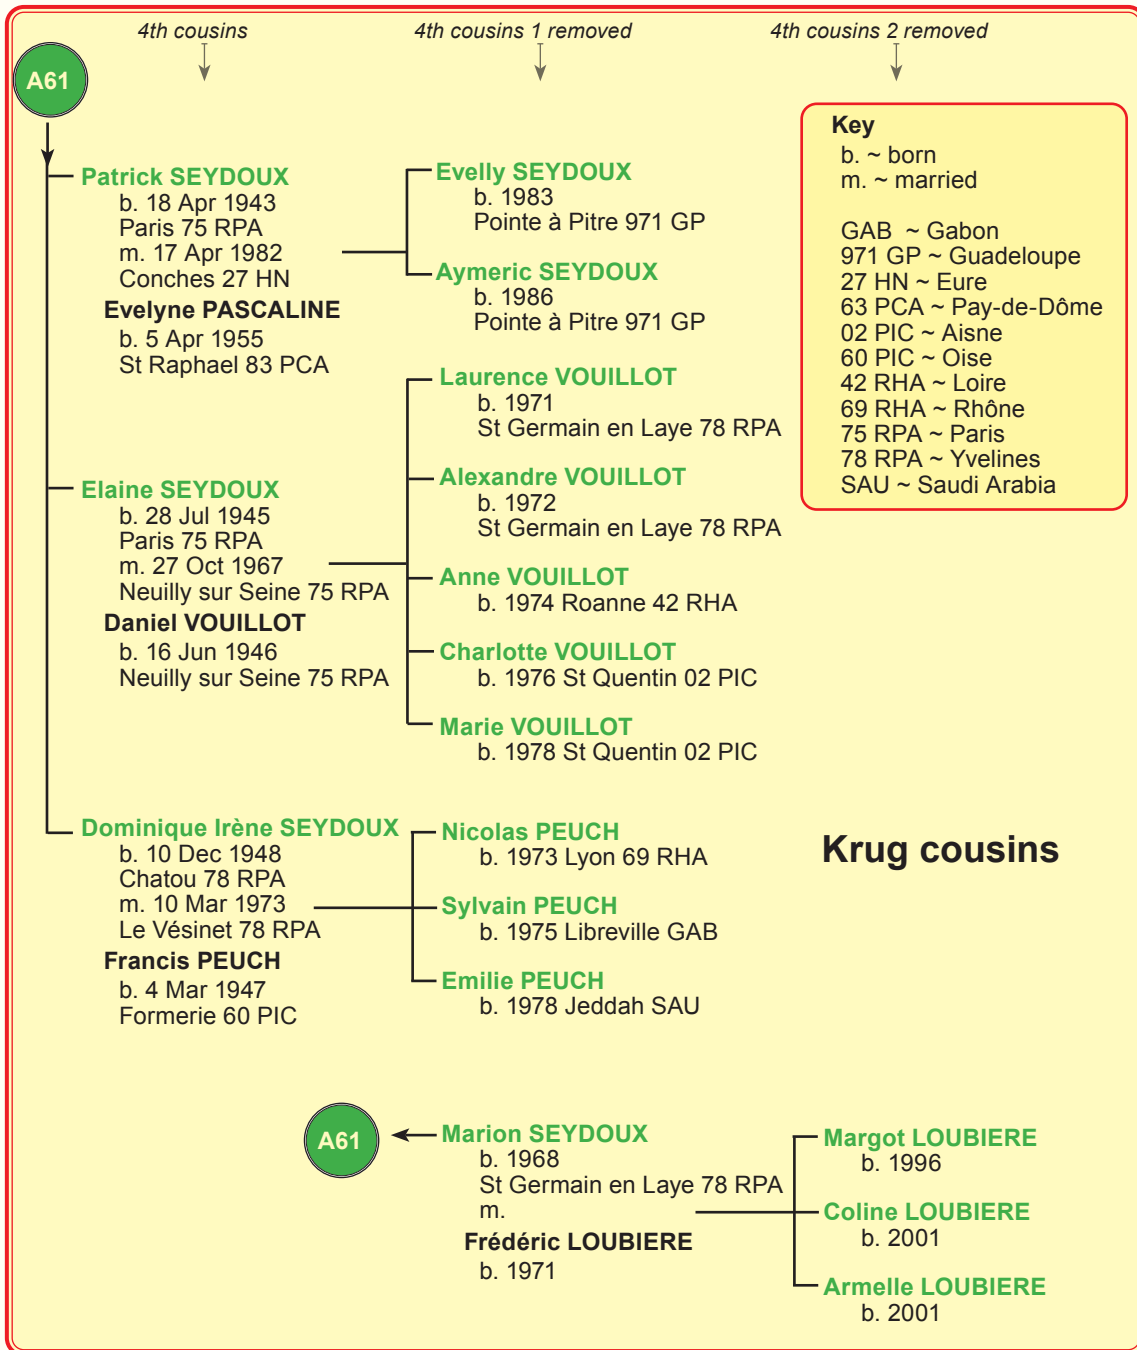 4th cousins
4th cousins 1 removed
4th cousins 2 removed
A61
Patrick SEYDOUX
b. 18 Apr 1943
Paris 75 RPA
m. 17 Apr 1982
Conches 27 HN
Evelyne PASCALINE
b. 5 Apr 1955
St Raphael 83 PCA
Evelly SEYDOUX
b. 1983
Pointe à Pitre 971 GP
Aymeric SEYDOUX
b. 1986
Pointe à Pitre 971 GP
Key
b. ~ born
m. ~ married
GAB ~ Gabon
971 GP ~ Guadeloupe
27 HN ~ Eure
63 PCA ~ Pay-de-Dôme
02 PIC ~ Aisne
60 PIC ~ Oise
42 RHA ~ Loire
69 RHA ~ Rhône
75 RPA ~ Paris
78 RPA ~ Yvelines
SAU ~ Saudi Arabia
Elaine SEYDOUX
b. 28 Jul 1945
Paris 75 RPA
m. 27 Oct 1967
Neuilly sur Seine 75 RPA
Daniel VOUILLOT
b. 16 Jun 1946
Neuilly sur Seine 75 RPA
Laurence VOUILLOT
b. 1971
St Germain en Laye 78 RPA
Alexandre VOUILLOT
b. 1972
St Germain en Laye 78 RPA
Anne VOUILLOT
b. 1974 Roanne 42 RHA
Charlotte VOUILLOT
b. 1976 St Quentin 02 PIC
Marie VOUILLOT
b. 1978 St Quentin 02 PIC
Dominique Irène SEYDOUX
b. 10 Dec 1948
Chatou 78 RPA
m. 10 Mar 1973
Le Vésinet 78 RPA
Francis PEUCH
b. 4 Mar 1947
Formerie 60 PIC
Nicolas PEUCH
b. 1973 Lyon 69 RHA
Sylvain PEUCH
b. 1975 Libreville GAB
Emilie PEUCH
b. 1978 Jeddah SAU
Krug cousins
A61
Marion SEYDOUX
b. 1968
St Germain en Laye 78 RPA
m.
Frédéric LOUBIERE
b. 1971
Margot LOUBIERE
b. 1996
Coline LOUBIERE
b. 2001
Armelle LOUBIERE
b. 2001